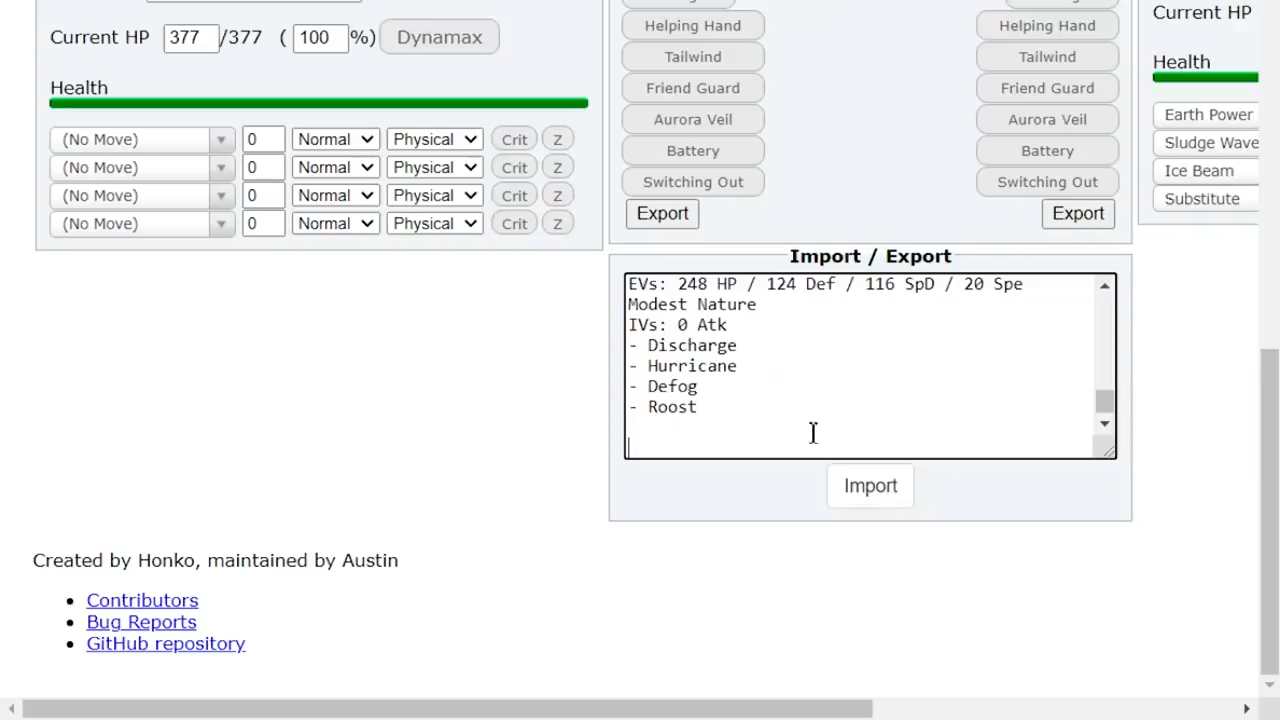 Current HP 377 /377 ( 100 %) Dynamax
Health
(No Move) 0 Normal Physical Crit Z
(No Move) 0 Normal Physical Crit Z
(No Move) 0 Normal Physical Crit Z
(No Move) 0 Normal Physical Crit Z
Helping Hand Helping Hand
Tailwind Tailwind
Friend Guard Friend Guard
Aurora Veil Aurora Veil
Battery Battery
Switching Out Switching Out
Export Export
Import / Export
EVs: 248 HP / 124 Def / 116 SpD / 20 Spe
Modest Nature
IVs: 0 Atk
- Discharge
- Hurricane
- Defog
- Roost
Import
Current HP
Health
Earth Power
Sludge Wave
Ice Beam
Substitute
Created by Honko, maintained by Austin
• Contributors
• Bug Reports
• GitHub repository